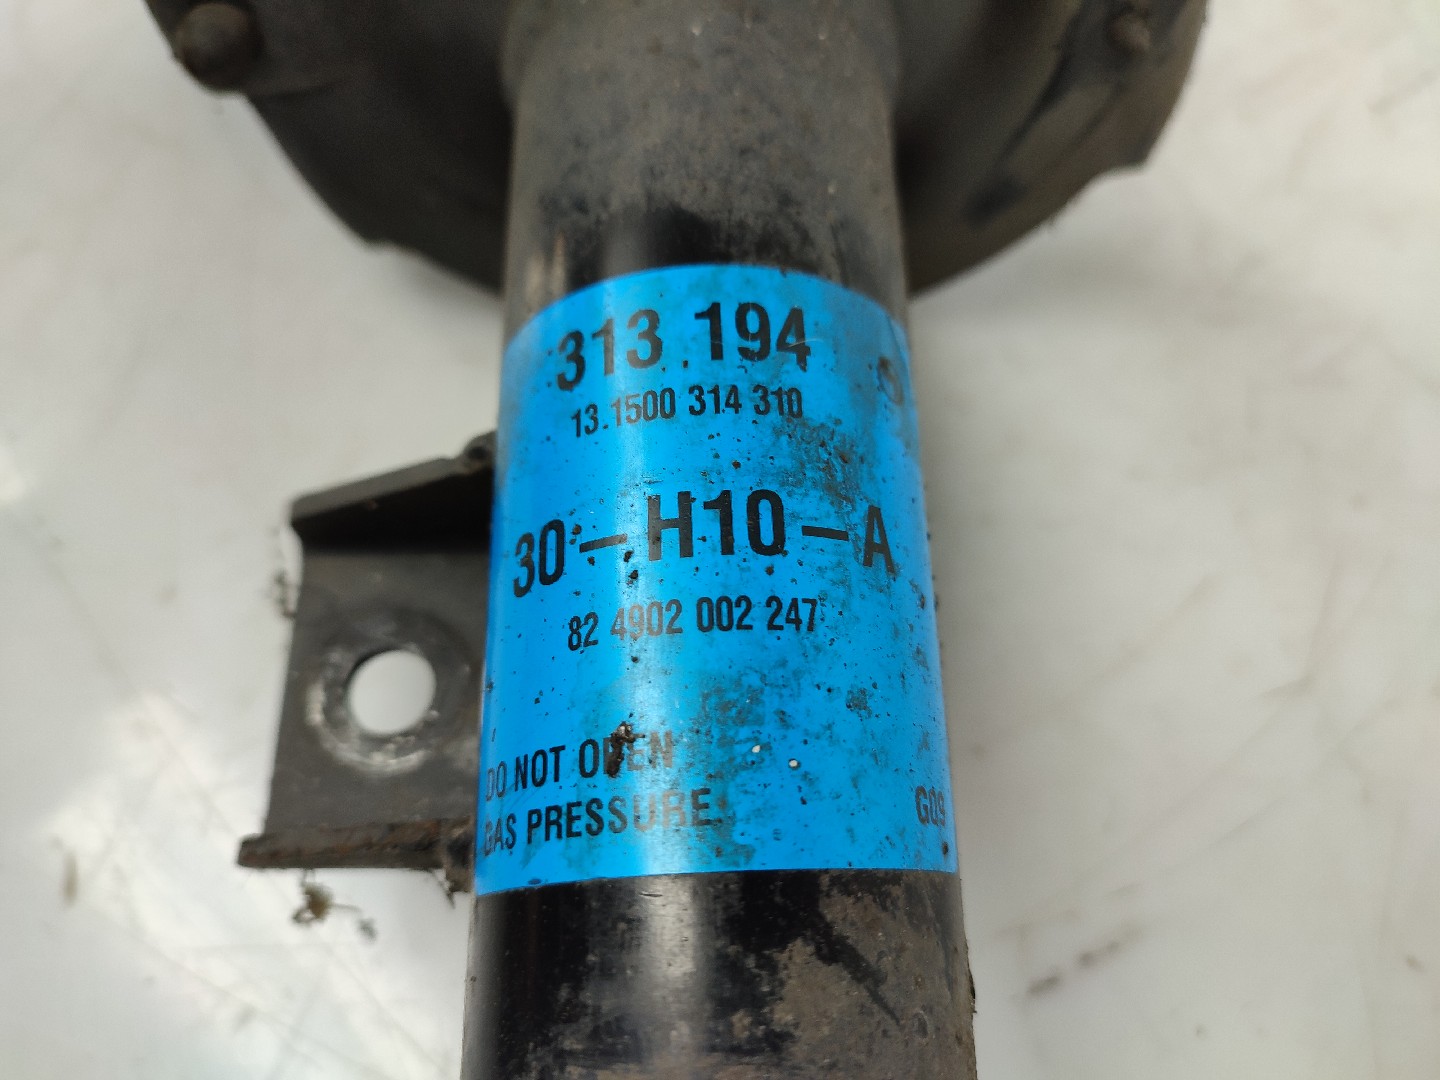 313 194
13.1500 314 310
30-H10-A
82 4902 002 247
DO NOT OPEN
GAS PRESSURE
G09